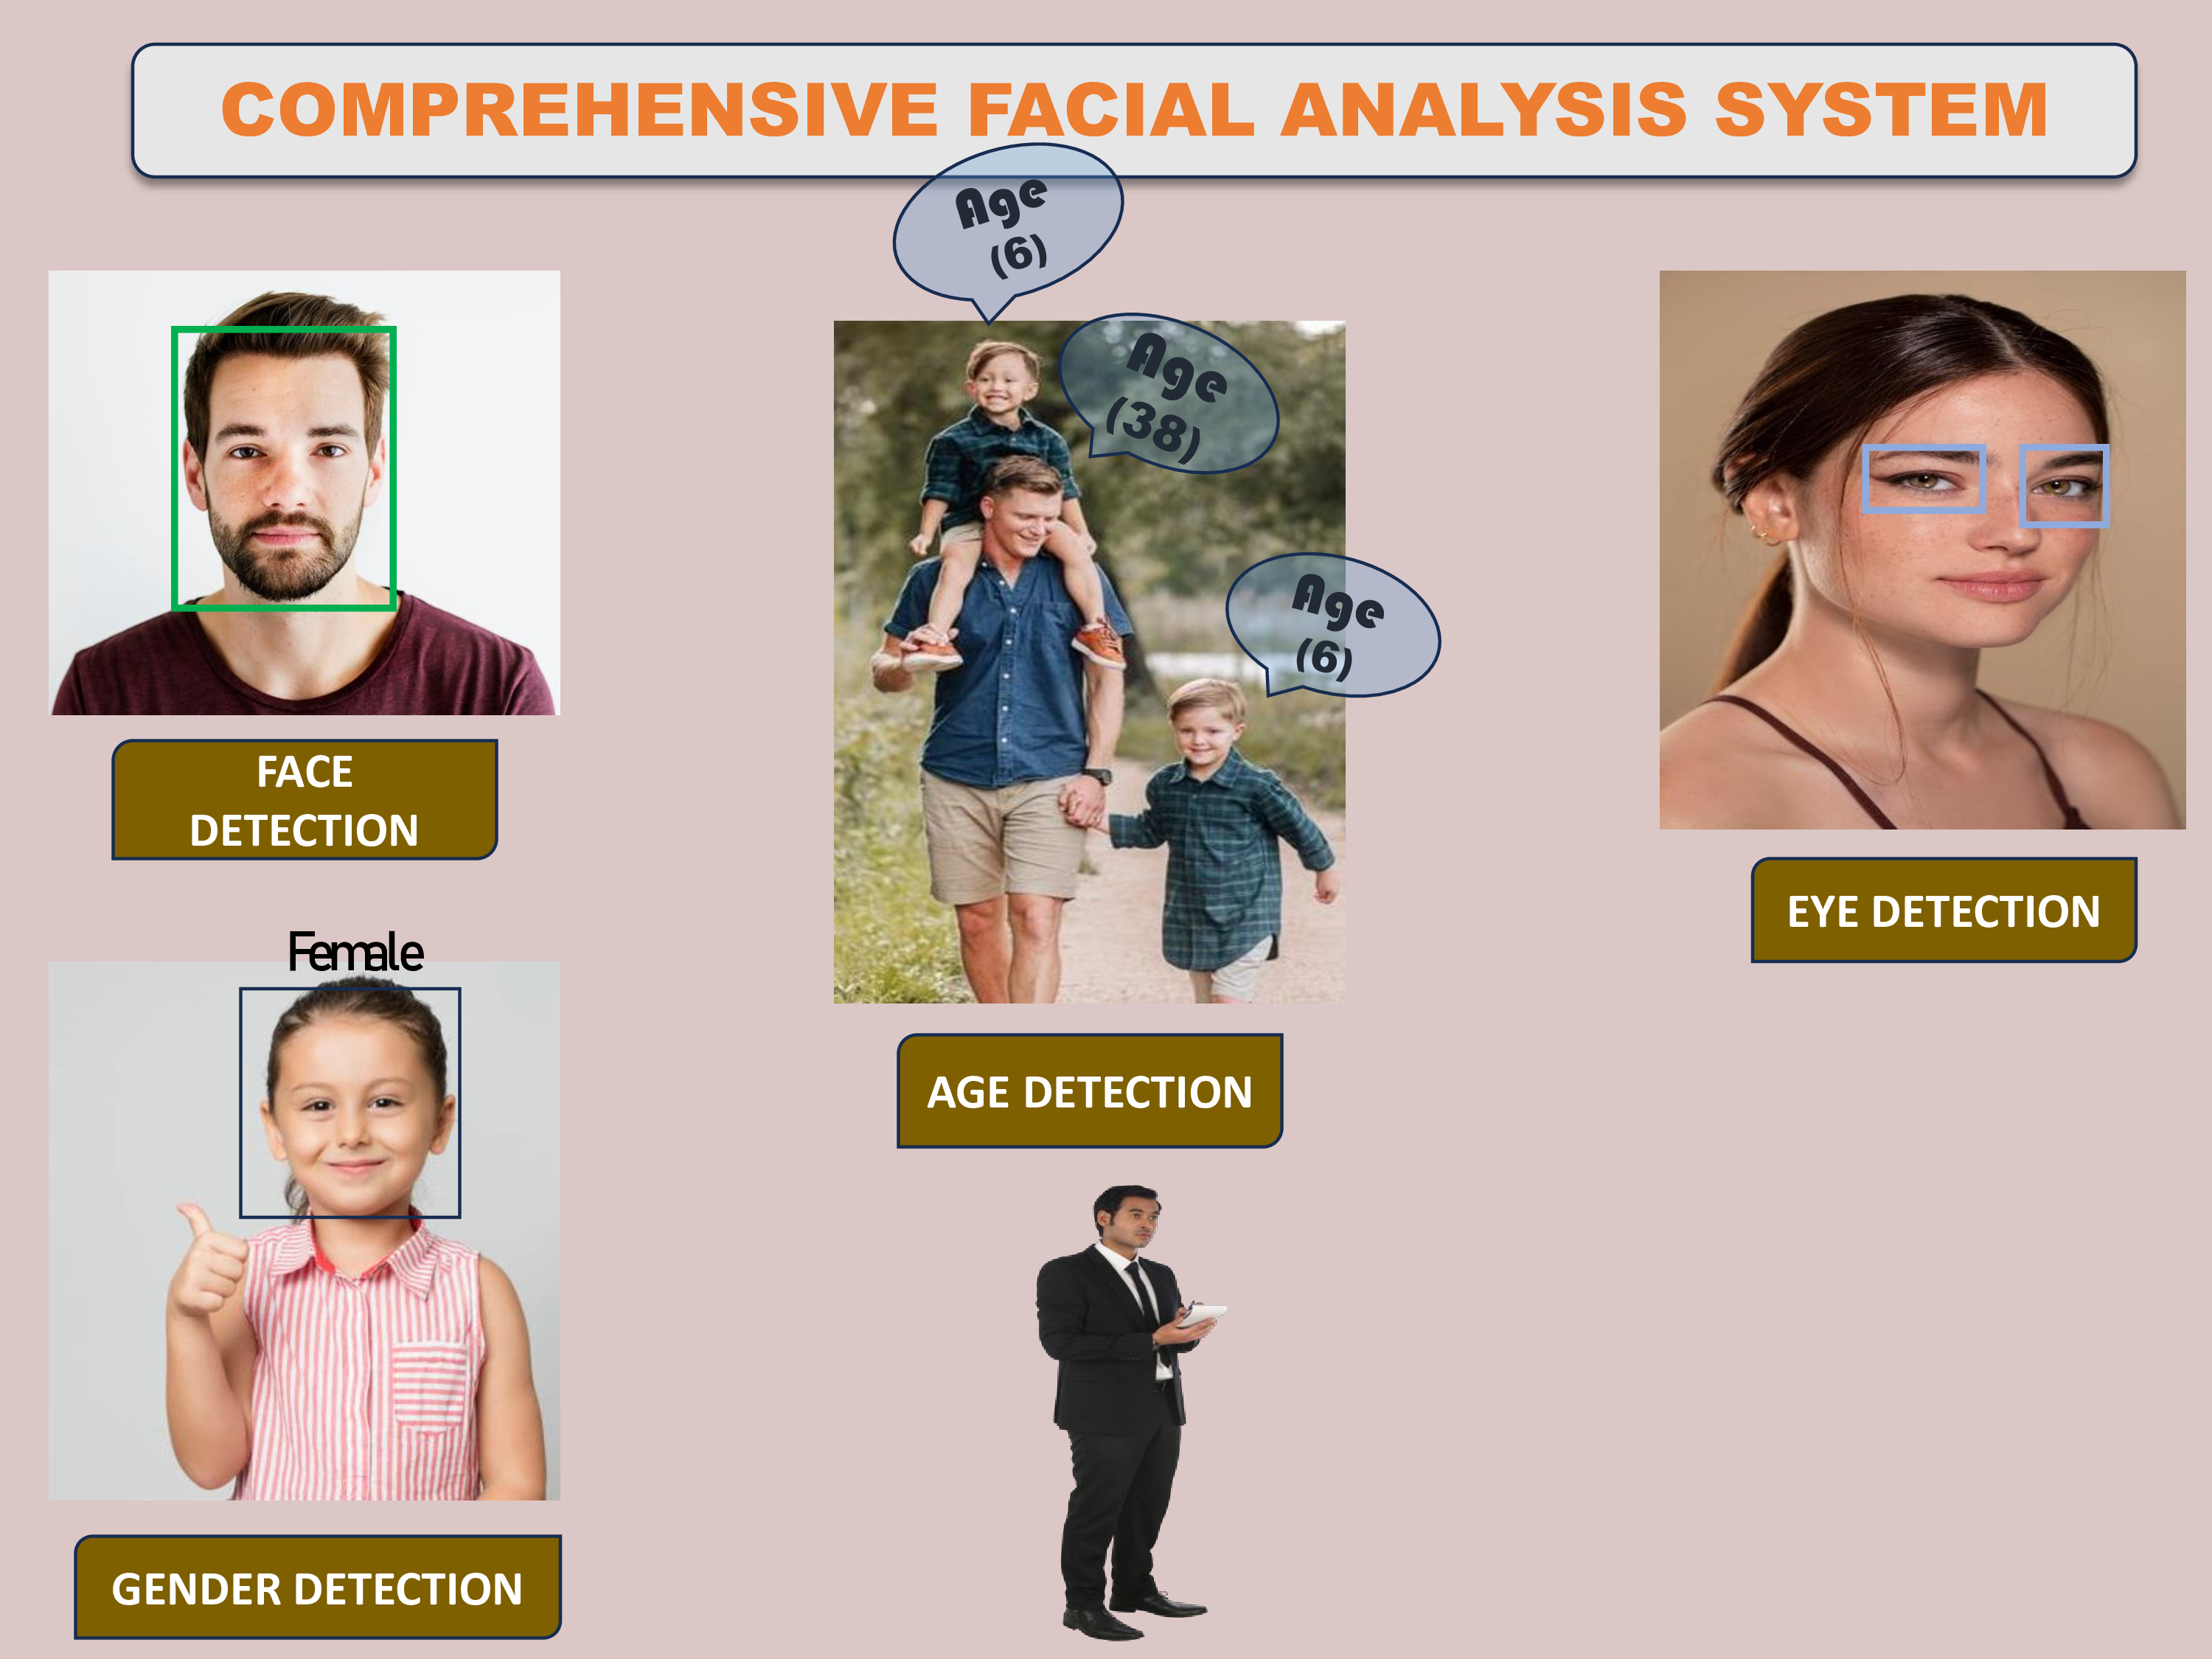 COMPREHENSIVE FACIAL ANALYSIS SYSTEM
Age
(6)
Age
(38)
Age
(6)
FACE
DETECTION
EYE DETECTION
Female
AGE DETECTION
GENDER DETECTION